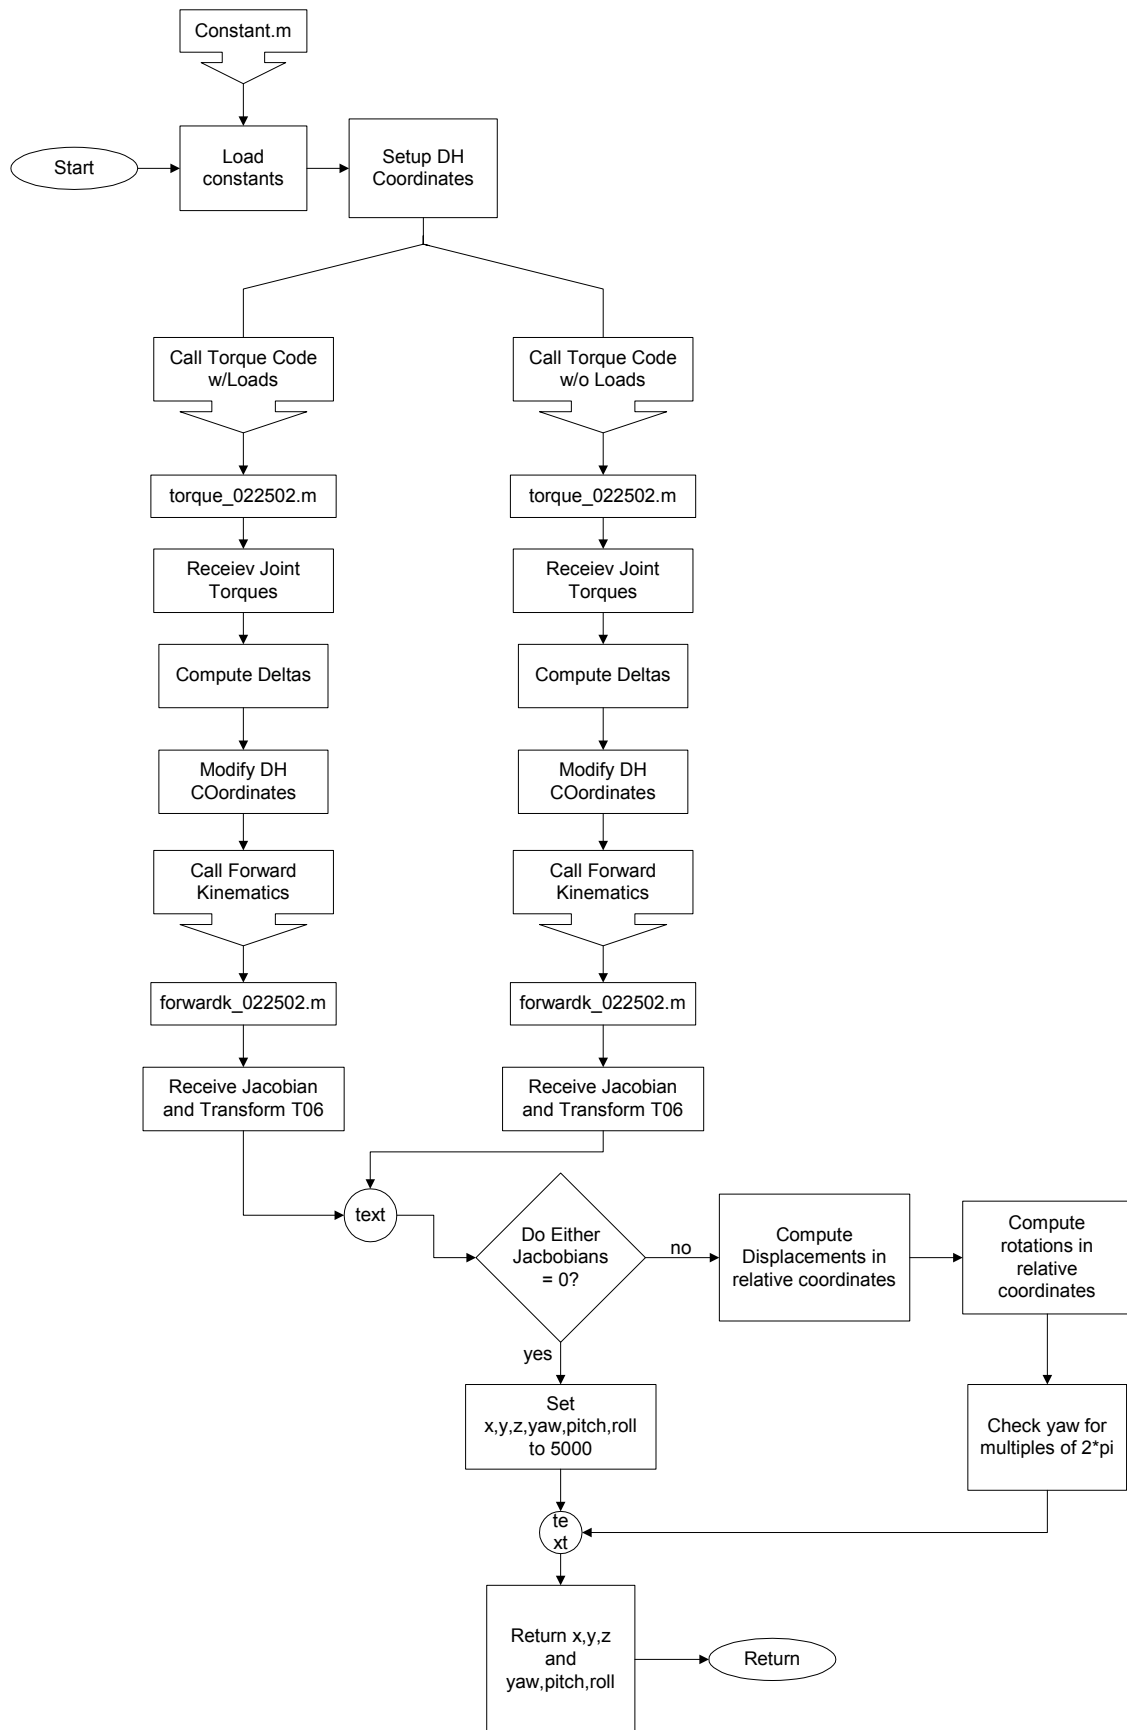 Constant.m
Start
Load
constants
Setup DH
Coordinates
Call Torque Code
w/Loads
Call Torque Code
w/o Loads
torque_022502.m
torque_022502.m
Receiev Joint
Torques
Receiev Joint
Torques
Compute Deltas
Compute Deltas
Modify DH
COordinates
Modify DH
COordinates
Call Forward
Kinematics
Call Forward
Kinematics
forwardk_022502.m
forwardk_022502.m
Receive Jacobian
and Transform T06
Receive Jacobian
and Transform T06
text
Do Either
Jacbobians
= 0?
no
Compute
Displacements in
relative coordinates
Compute
rotations in
relative
coordinates
yes
Set
x,y,z,yaw,pitch,roll
to 5000
Check yaw for
multiples of 2*pi
te
xt
Return x,y,z
and
yaw,pitch,roll
Return